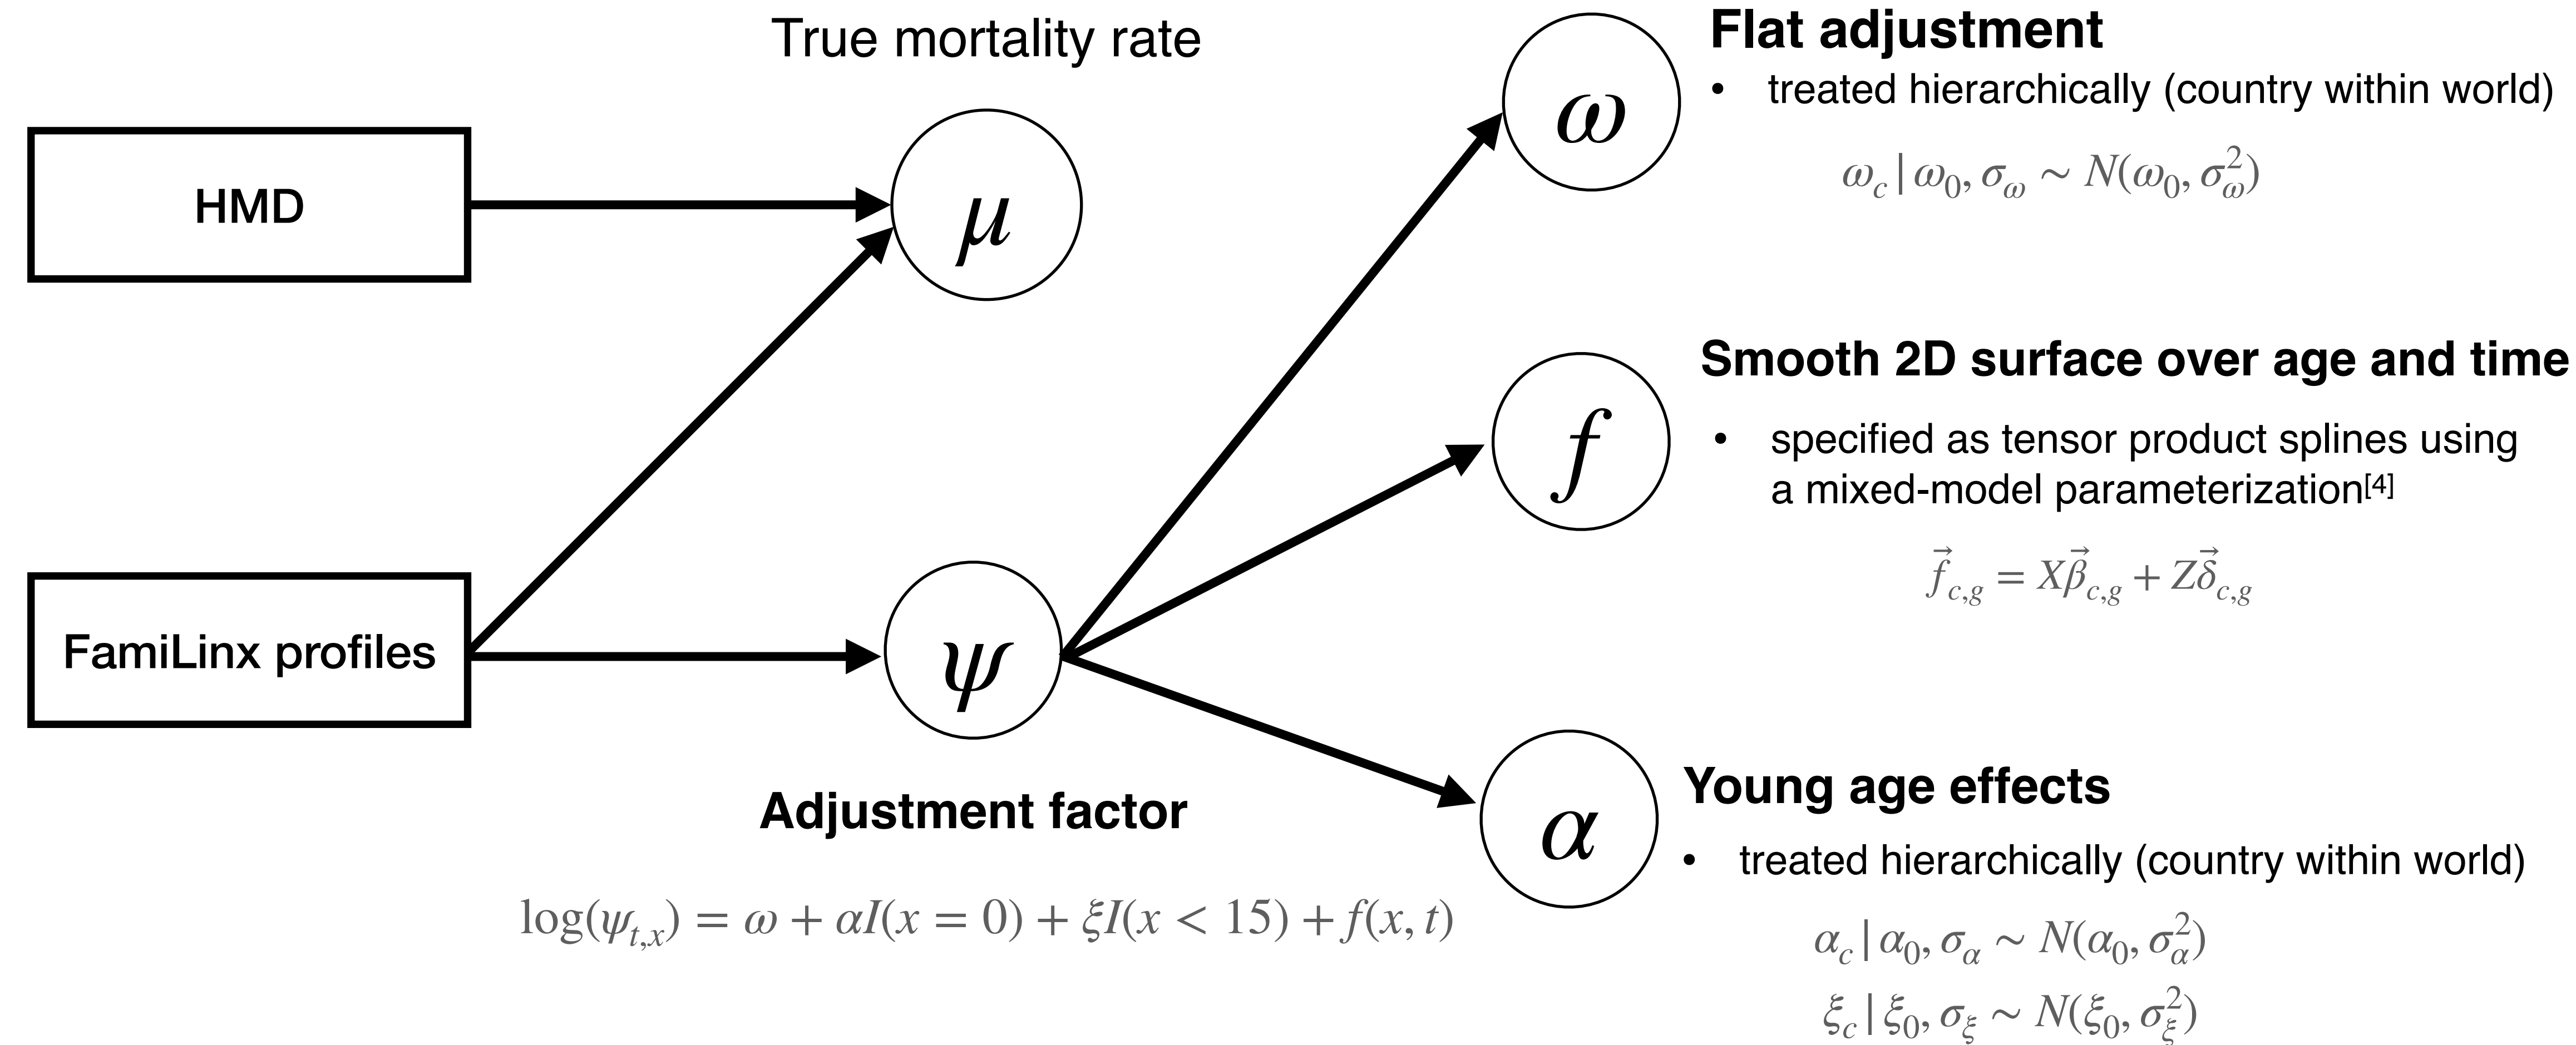 True mortality rate
HMD
μ
FamiLinx profiles
ψ
Adjustment factor
log(ψ_{t,x}) = ω + αI(x = 0) + ξI(x < 15) + f(x, t)
ω
Flat adjustment
• treated hierarchically (country within world)
ω_c | ω_0, σ_ω ∼ N(ω_0, σ_ω^2)
f
Smooth 2D surface over age and time
• specified as tensor product splines using
a mixed-model parameterization[4]
\vec{f}_{c,g} = X\vec{β}_{c,g} + Z\vec{δ}_{c,g}
α
Young age effects
• treated hierarchically (country within world)
α_c | α_0, σ_α ∼ N(α_0, σ_α^2)
ξ_c | ξ_0, σ_ξ ∼ N(ξ_0, σ_ξ^2)